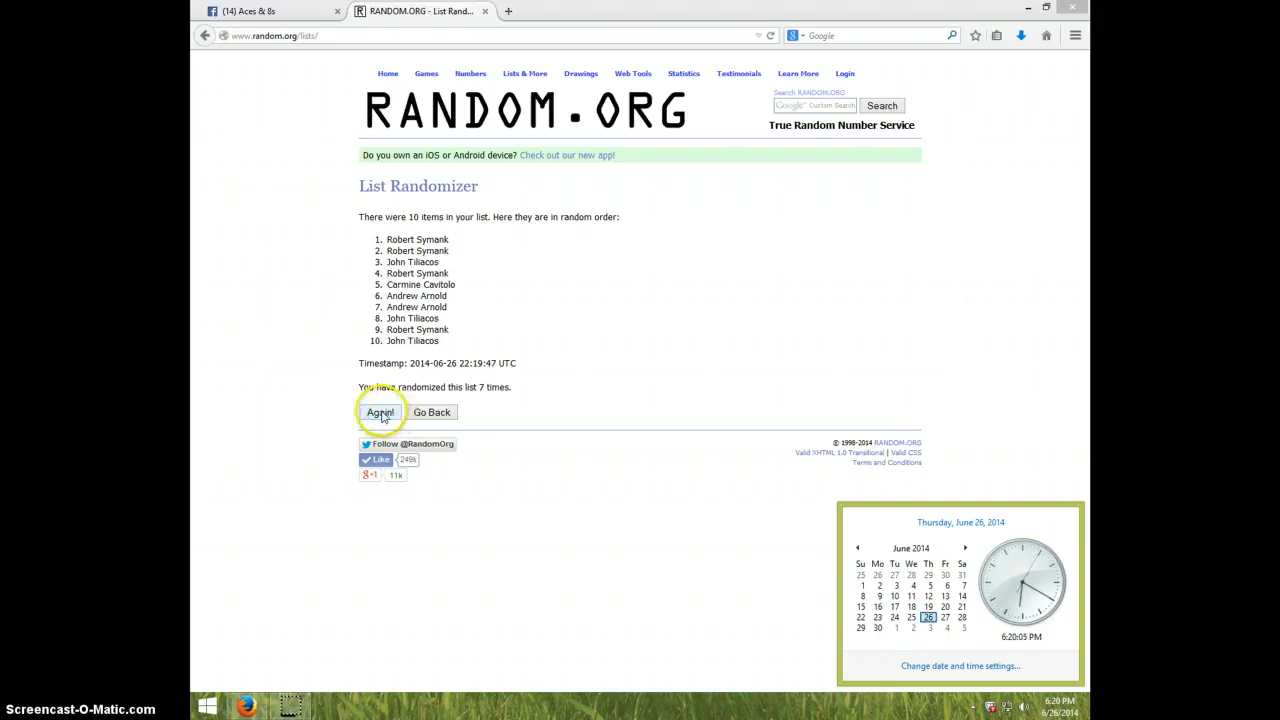 (14) Aces & 8s
RANDOM.ORG - List Rand...
www.random.org/lists/
Google
Home Games Numbers Lists & More Drawings Web Tools Statistics Testimonials Learn More Login
Search RANDOM.ORG
RANDOM.ORG
Google™ Custom Search Search
True Random Number Service
Do you own an iOS or Android device? Check out our new app!
List Randomizer
There were 10 items in your list. Here they are in random order:
1. Robert Symank
2. Robert Symank
3. John Tiliacos
4. Robert Symank
5. Carmine Cavitolo
6. Andrew Arnold
7. Andrew Arnold
8. John Tiliacos
9. Robert Symank
10. John Tiliacos
Timestamp: 2014-06-26 22:19:47 UTC
You have randomized this list 7 times.
Again! Go Back
Follow @RandomOrg
Like 249k
g+1 11k
© 1998-2014 RANDOM.ORG
Valid XHTML 1.0 Transitional | Valid CSS
Terms and Conditions
Thursday, June 26, 2014
June 2014
Su Mo Tu We Th Fr Sa
25 26 27 28 29 30 31
1 2 3 4 5 6 7
8 9 10 11 12 13 14
15 16 17 18 19 20 21
22 23 24 25 26 27 28
29 30 1 2 3 4 5
6:20:05 PM
Change date and time settings...
6:20 PM
6/26/2014
Screencast-O-Matic.com